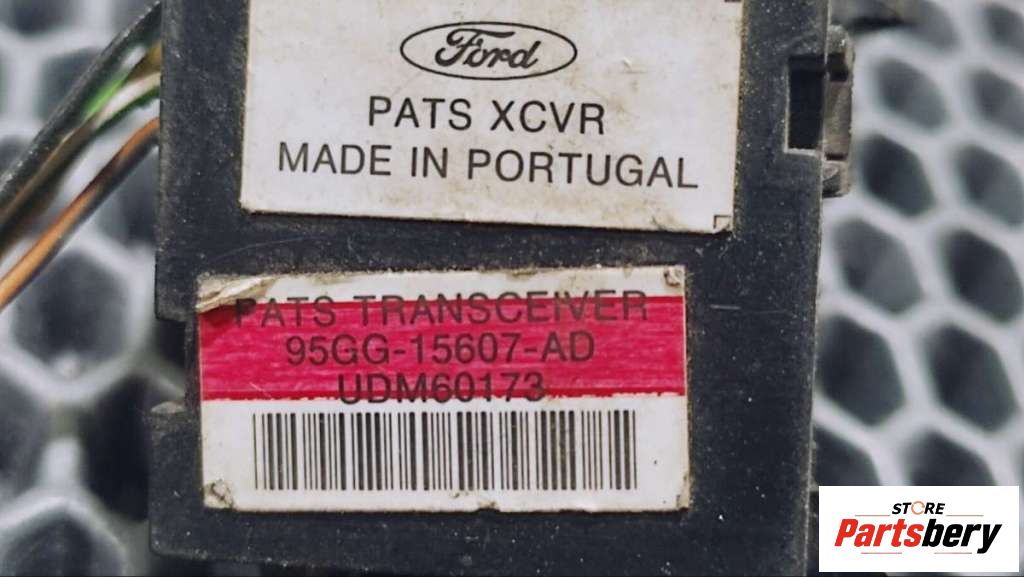 Ford
PATS XCVR
MADE IN PORTUGAL
PATS TRANSCEIVER
95GG-15607-AD
UDM60173
STORE
Partsbery